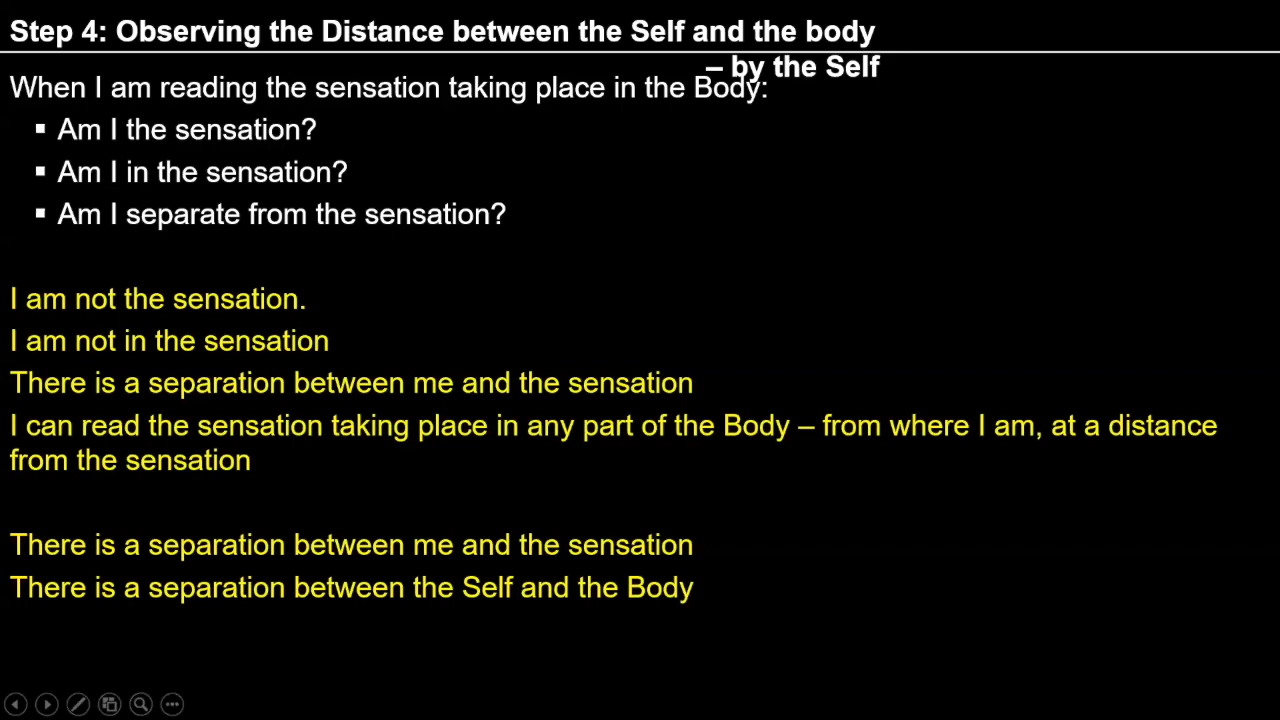 Step 4: Observing the Distance between the Self and the body
– by the Self
When I am reading the sensation taking place in the Body:
▪ Am I the sensation?
▪ Am I in the sensation?
▪ Am I separate from the sensation?
I am not the sensation.
I am not in the sensation
There is a separation between me and the sensation
I can read the sensation taking place in any part of the Body – from where I am, at a distance
from the sensation
There is a separation between me and the sensation
There is a separation between the Self and the Body